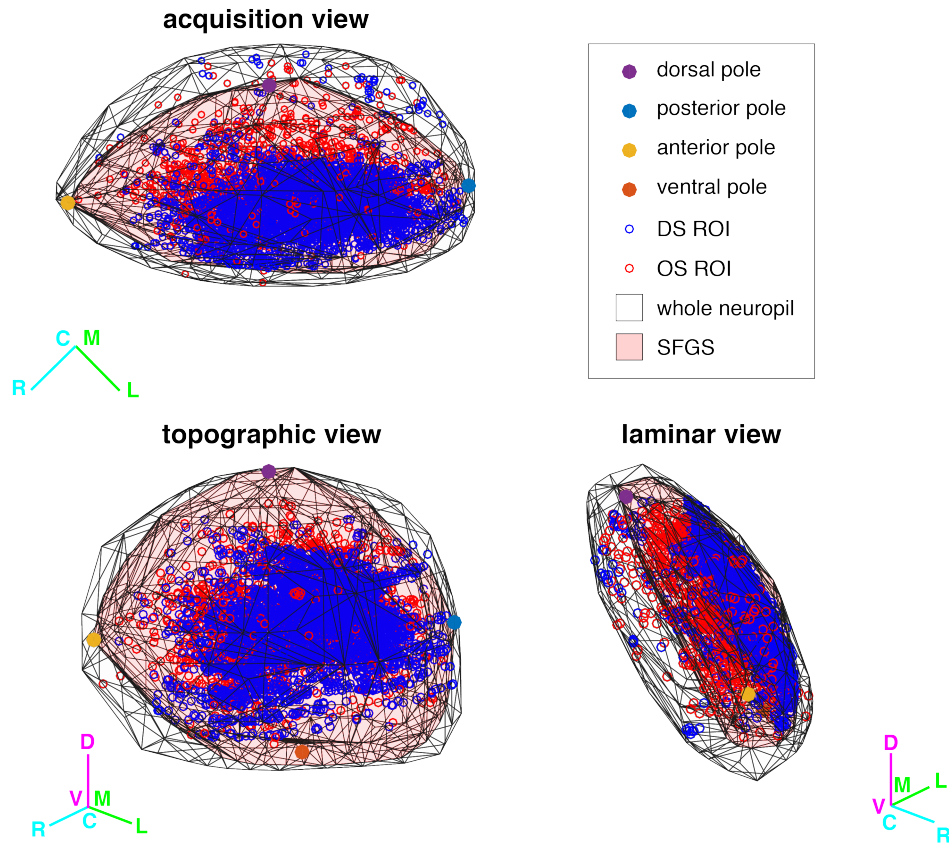 acquisition view
dorsal pole
posterior pole
anterior pole
ventral pole
DS ROI
OS ROI
whole neuropil
SFGS
C M
R L
topographic view
laminar view
D
V M
R C L
D
M L
V
C R